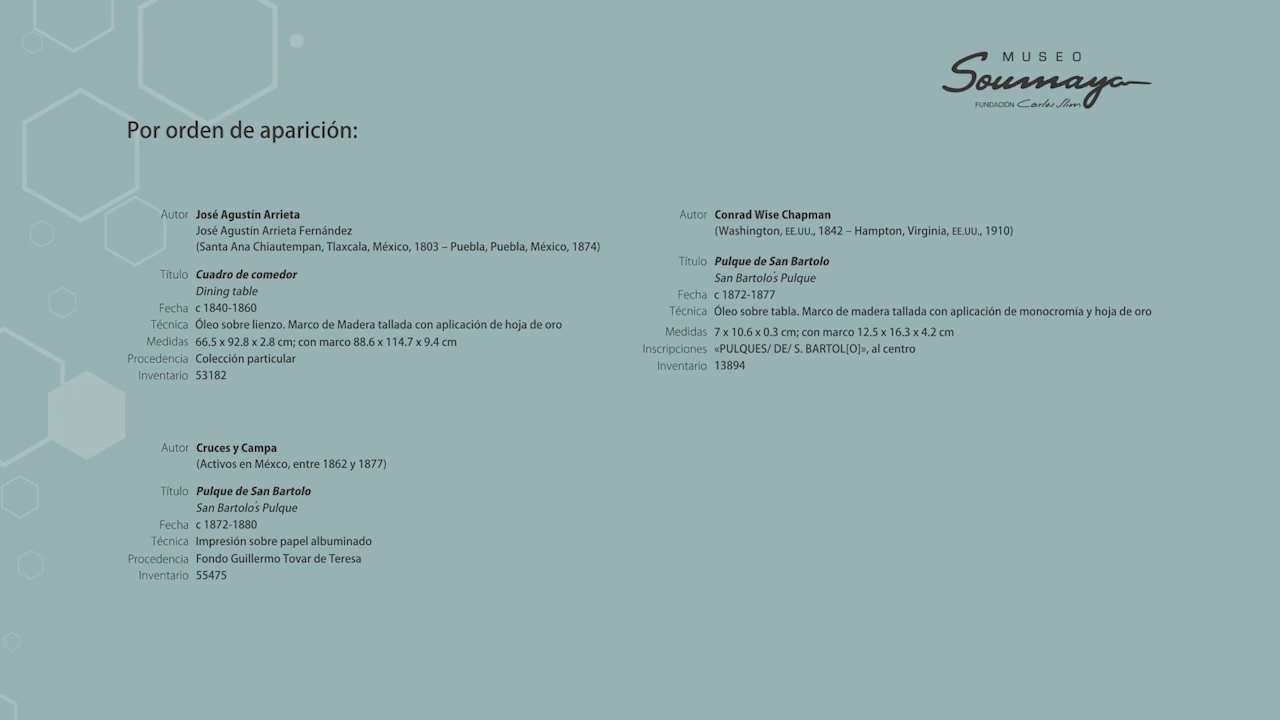 MUSEO
Soumaya
FUNDACIÓN Carlos Slim
Por orden de aparición:
Autor José Agustín Arrieta
José Agustín Arrieta Fernández
(Santa Ana Chiautempan, Tlaxcala, México, 1803 – Puebla, Puebla, México, 1874)
Título Cuadro de comedor
Dining table
Fecha c 1840-1860
Técnica Óleo sobre lienzo. Marco de Madera tallada con aplicación de hoja de oro
Medidas 66.5 x 92.8 x 2.8 cm; con marco 88.6 x 114.7 x 9.4 cm
Procedencia Colección particular
Inventario 53182
Autor Cruces y Campa
(Activos en Méxco, entre 1862 y 1877)
Título Pulque de San Bartolo
San Bartolo´s Pulque
Fecha c 1872-1880
Técnica Impresión sobre papel albuminado
Procedencia Fondo Guillermo Tovar de Teresa
Inventario 55475
Autor Conrad Wise Chapman
(Washington, EE.UU., 1842 – Hampton, Virginia, EE.UU., 1910)
Título Pulque de San Bartolo
San Bartolo´s Pulque
Fecha c 1872-1877
Técnica Óleo sobre tabla. Marco de madera tallada con aplicación de monocromía y hoja de oro
Medidas 7 x 10.6 x 0.3 cm; con marco 12.5 x 16.3 x 4.2 cm
Inscripciones «PULQUES/ DE/ S. BARTOL[O]», al centro
Inventario 13894